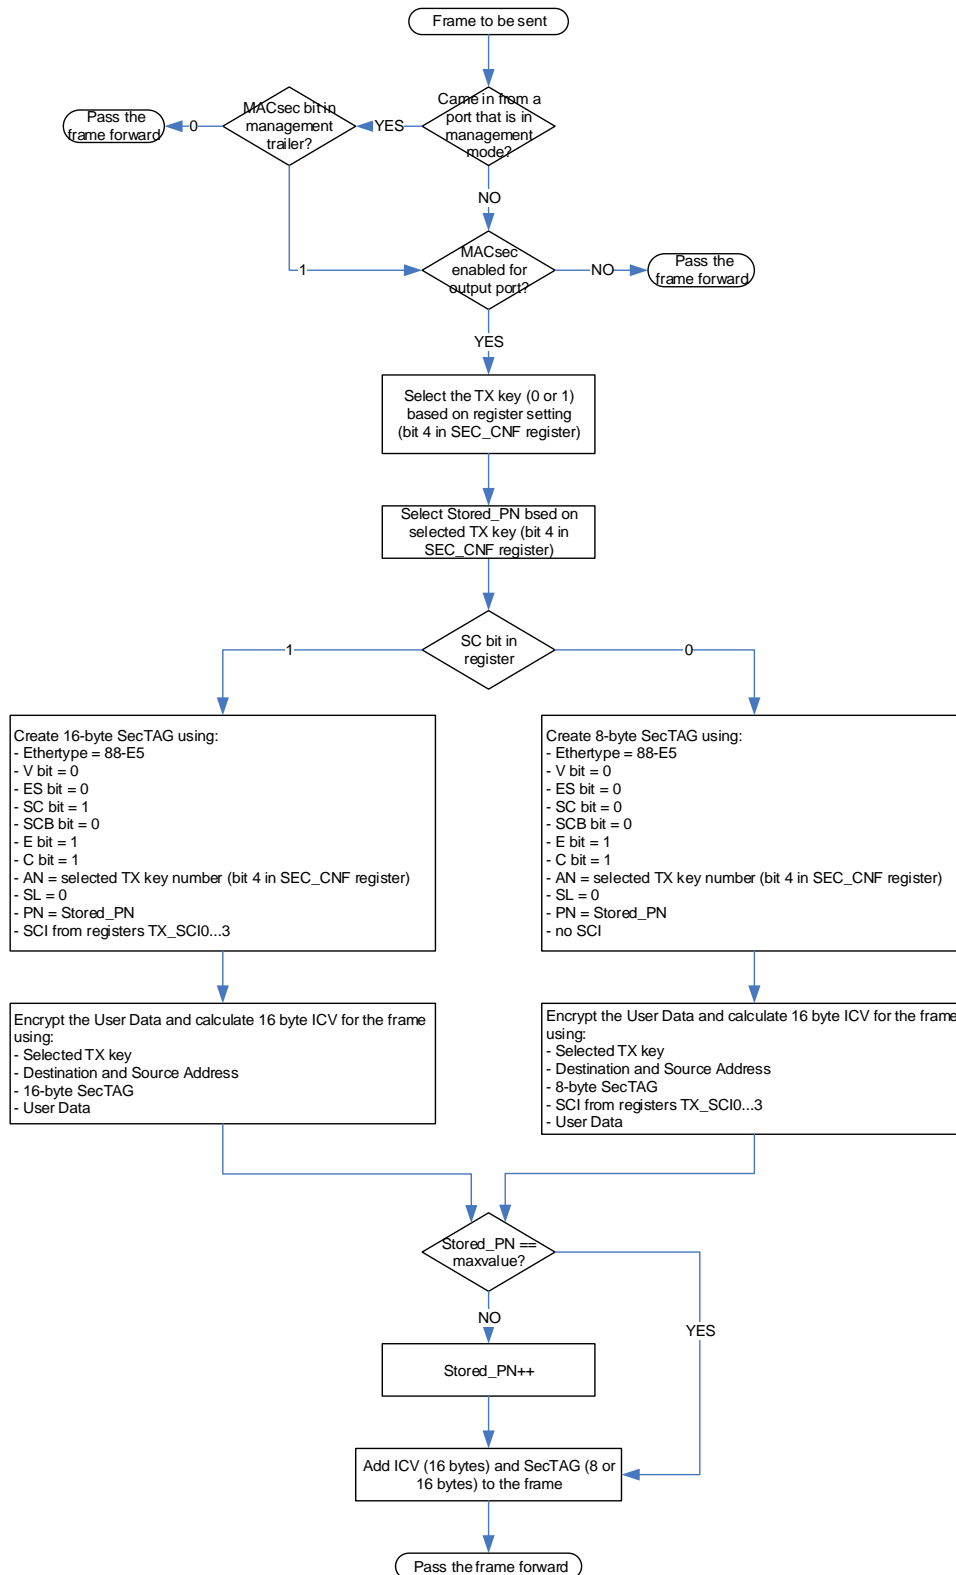 Frame to be sent
Came in from a
port that is in
management
mode?
YES
MACsec bit in
management
trailer?
0
Pass the
frame forward
NO
1
MACsec
enabled for
output port?
NO
Pass the
frame forward
YES
Select the TX key (0 or 1)
based on register setting
(bit 4 in SEC_CNF register)
Select Stored_PN bsed on
selected TX key (bit 4 in
SEC_CNF register)
SC bit in
register
1
0
Create 16-byte SecTAG using:
- Ethertype = 88-E5
- V bit = 0
- ES bit = 0
- SC bit = 1
- SCB bit = 0
- E bit = 1
- C bit = 1
- AN = selected TX key number (bit 4 in SEC_CNF register)
- SL = 0
- PN = Stored_PN
- SCI from registers TX_SCI0...3
Create 8-byte SecTAG using:
- Ethertype = 88-E5
- V bit = 0
- ES bit = 0
- SC bit = 0
- SCB bit = 0
- E bit = 1
- C bit = 1
- AN = selected TX key number (bit 4 in SEC_CNF register)
- SL = 0
- PN = Stored_PN
- no SCI
Encrypt the User Data and calculate 16 byte ICV for the frame
using:
- Selected TX key
- Destination and Source Address
- 16-byte SecTAG
- User Data
Encrypt the User Data and calculate 16 byte ICV for the frame
using:
- Selected TX key
- Destination and Source Address
- 8-byte SecTAG
- SCI from registers TX_SCI0...3
- User Data
Stored_PN ==
maxvalue?
NO
YES
Stored_PN++
Add ICV (16 bytes) and SecTAG (8 or
16 bytes) to the frame
Pass the frame forward